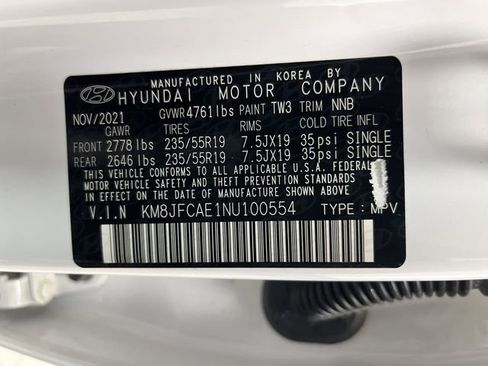 MANUFACTURED IN KOREA BY
HYUNDAI MOTOR COMPANY
NOV/2021 GVWR 4761 lbs PAINT TW3 TRIM NNB
GAWR TIRES RIMS COLD TIRE INFL
FRONT 2778 lbs 235/55R19 7.5JX19 35psi SINGLE
REAR 2646 lbs 235/55R19 7.5JX19 35psi SINGLE
THIS VEHICLE CONFORMS TO ALL APPLICABLE U.S.A. FEDERAL
MOTOR VEHICLE SAFETY, BUMPER, AND THEFT PREVENTION
STANDARDS IN EFFECT ON THE DATE OF MANUFACTURE SHOWN ABOVE.
V.I.N KM8JFCAE1NU100554 TYPE : MPV